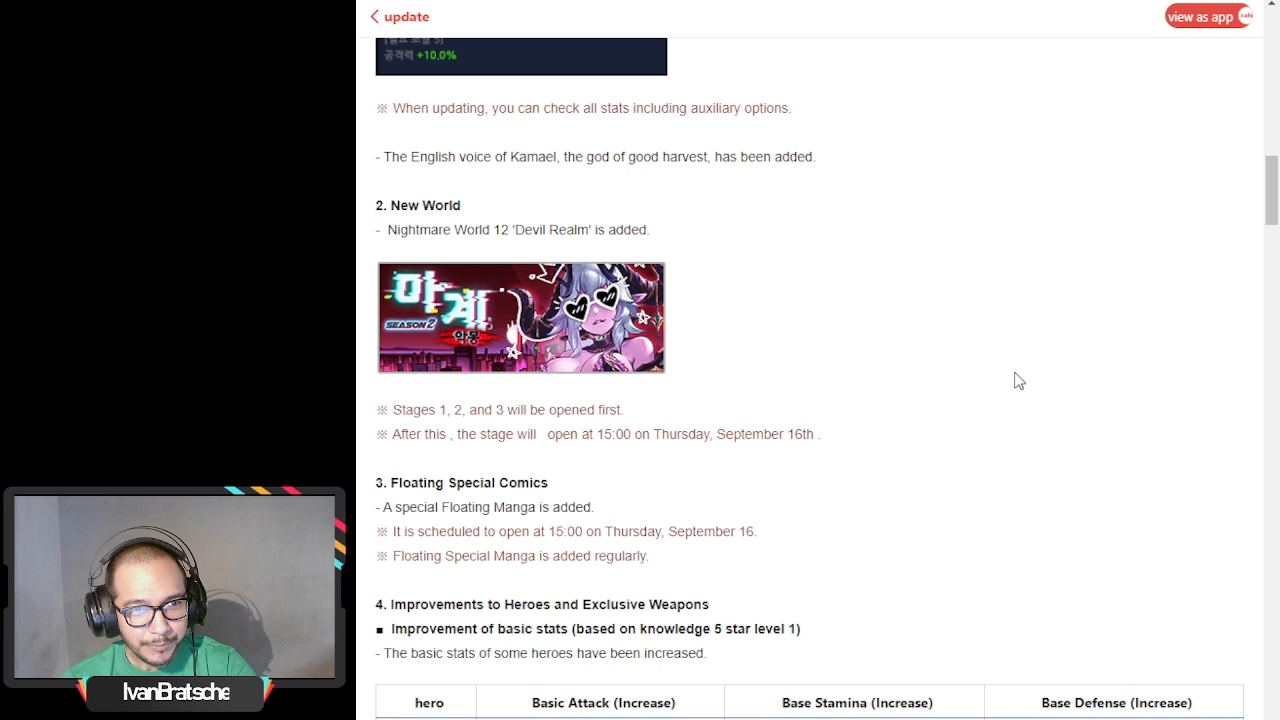 update
view as app
cafe
공격력 +10.0%
※ When updating, you can check all stats including auxiliary options.
- The English voice of Kamael, the god of good harvest, has been added.
2. New World
- Nightmare World 12 'Devil Realm' is added.
마계
SEASON 2
악몽
※ Stages 1, 2, and 3 will be opened first.
※ After this , the stage will open at 15:00 on Thursday, September 16th .
3. Floating Special Comics
- A special Floating Manga is added.
※ It is scheduled to open at 15:00 on Thursday, September 16.
※ Floating Special Manga is added regularly.
4. Improvements to Heroes and Exclusive Weapons
■ Improvement of basic stats (based on knowledge 5 star level 1)
- The basic stats of some heroes have been increased.
hero Basic Attack (Increase) Base Stamina (Increase) Base Defense (Increase)
IvanBratsche